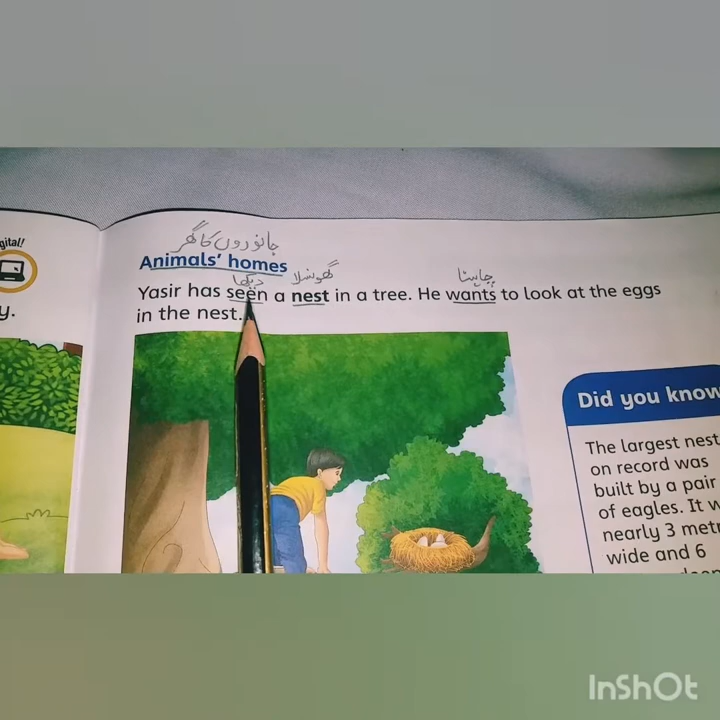 gital!
y.
جانوروں کا گھر
Animals' homes
دیکھا گھونسلا چاہتا
Yasir has seen a nest in a tree. He wants to look at the eggs
in the nest.
Did you know
The largest nest
on record was
built by a pair
of eagles. It w
nearly 3 metr
wide and 6
InShOt